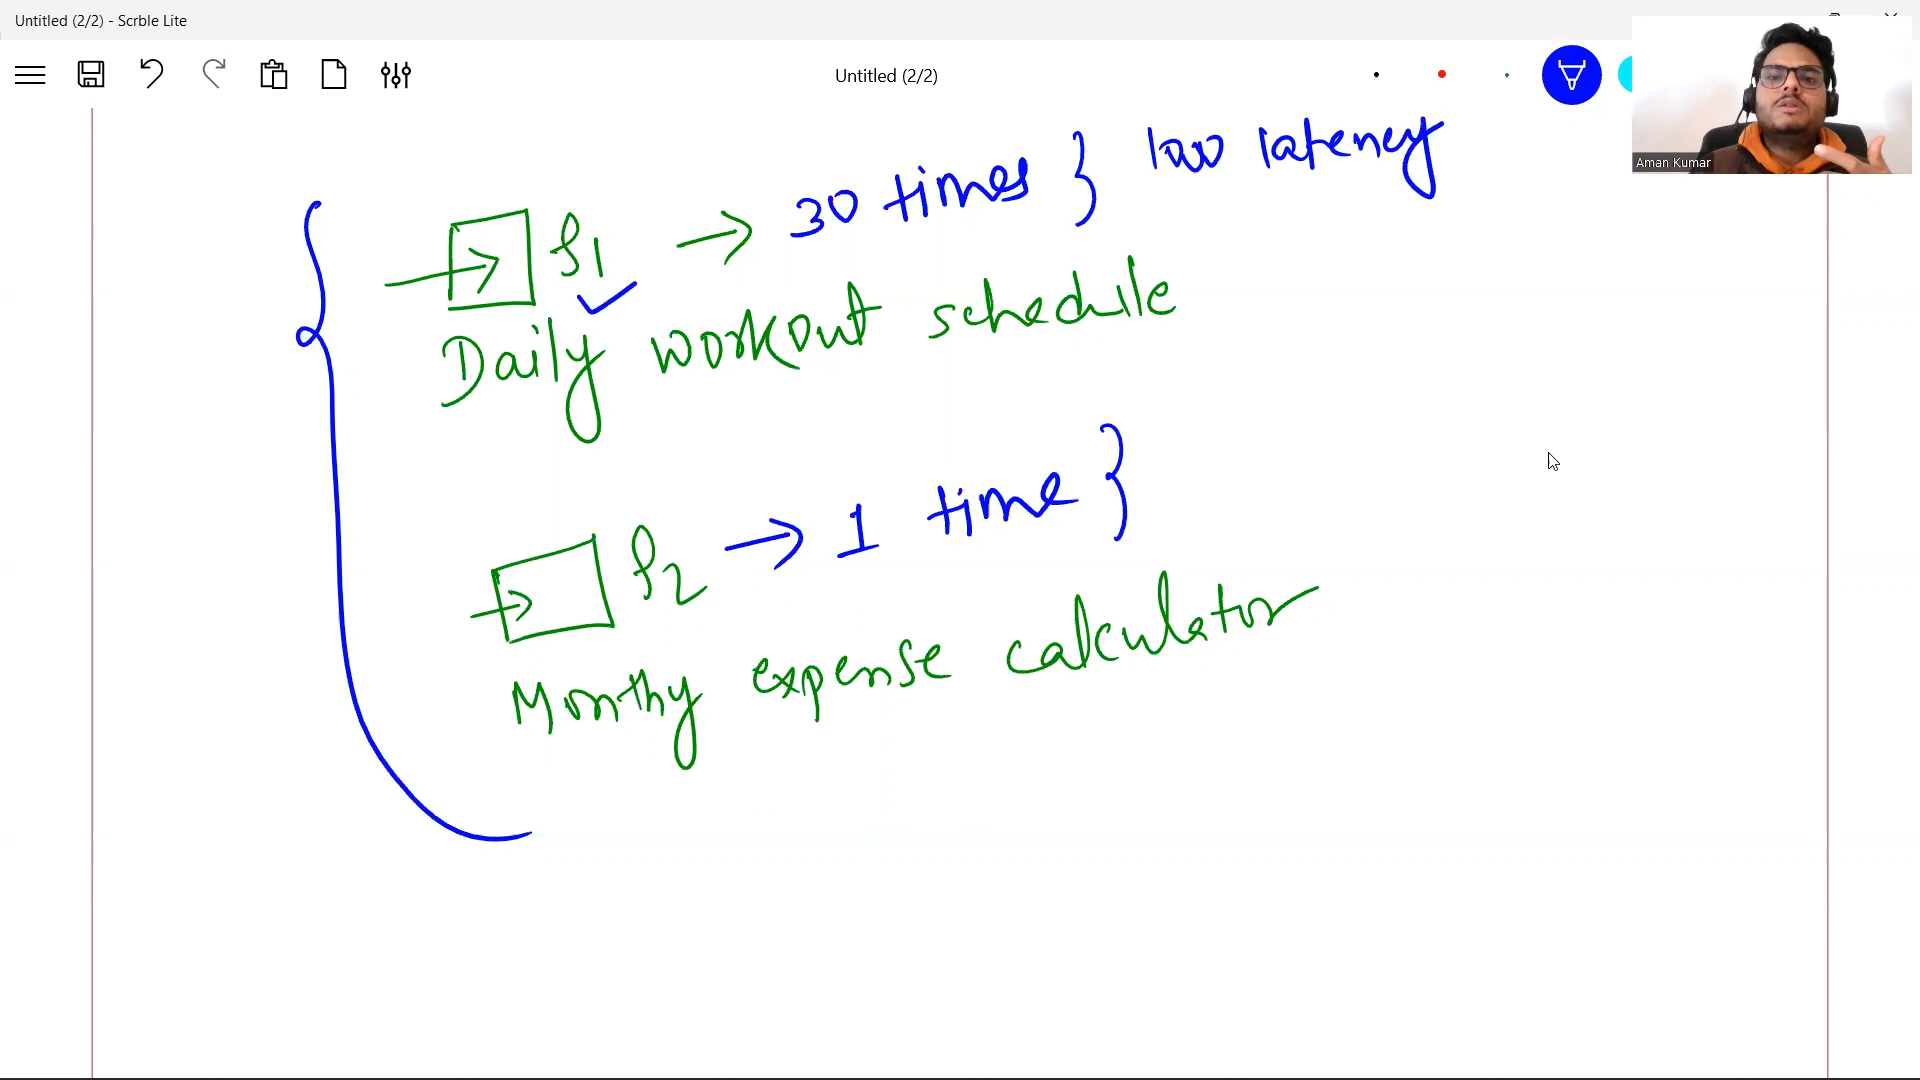 Untitled (2/2) - Scrble Lite
Untitled (2/2)
Aman Kumar
f1 → 30 times } low latency
Daily workout schedule
f2 → 1 time }
Monthy expense calculator